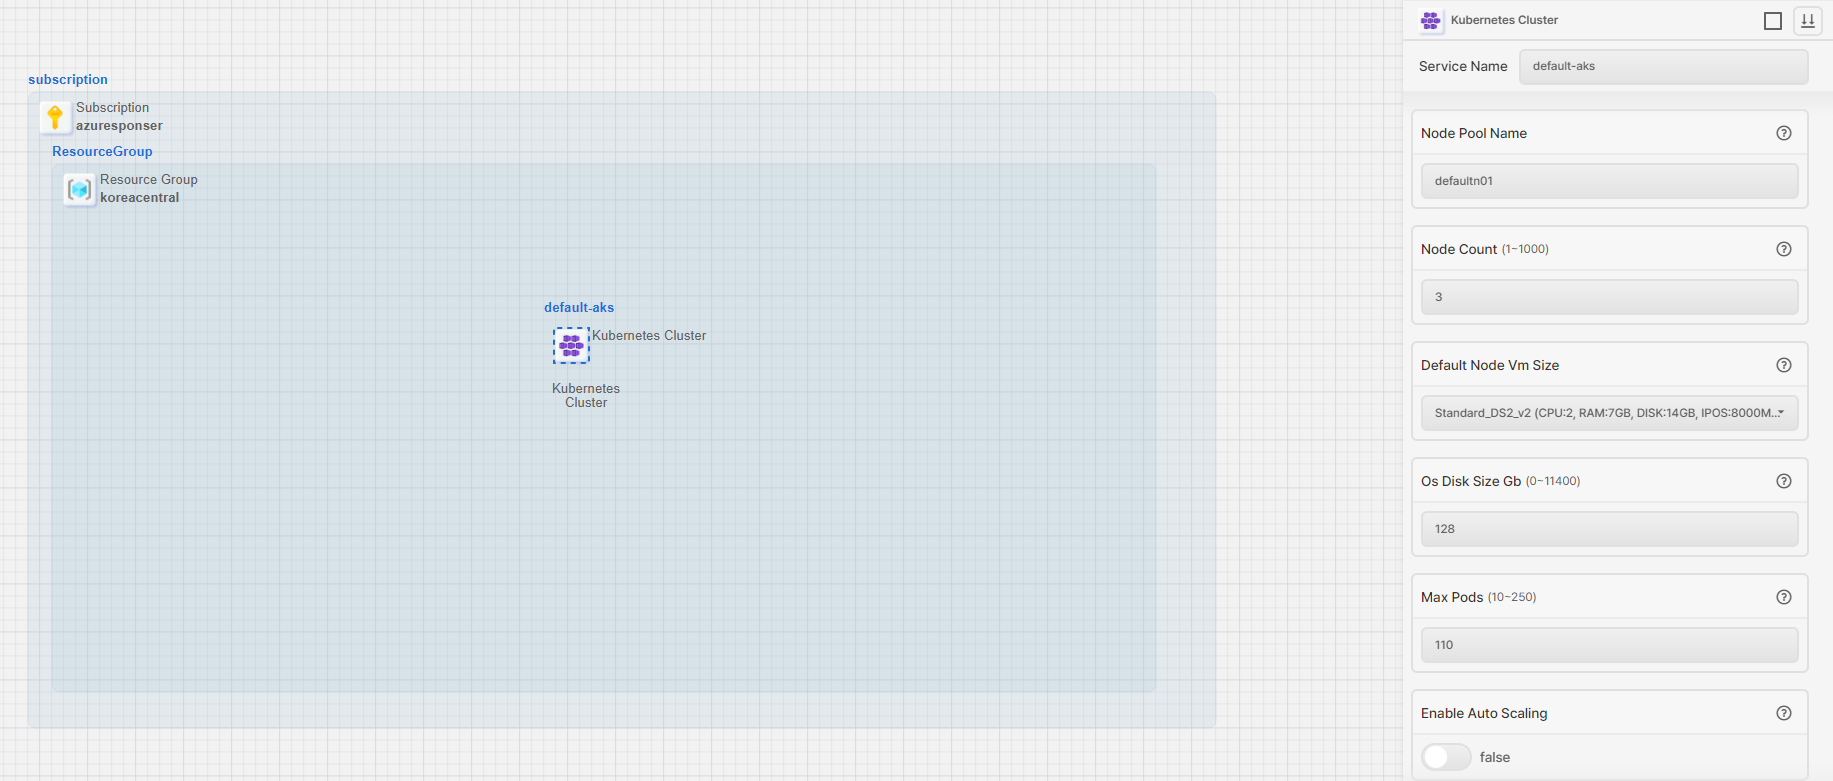 subscription
Subscription
azuresponser
ResourceGroup
Resource Group
koreacentral
default-aks
Kubernetes Cluster
Kubernetes
Cluster
Kubernetes Cluster
Service Name
default-aks
Node Pool Name
defaultn01
Node Count (1~1000)
3
Default Node Vm Size
Standard_DS2_v2 (CPU:2, RAM:7GB, DISK:14GB, IPOS:8000M...
Os Disk Size Gb (0~11400)
128
Max Pods (10~250)
110
Enable Auto Scaling
false